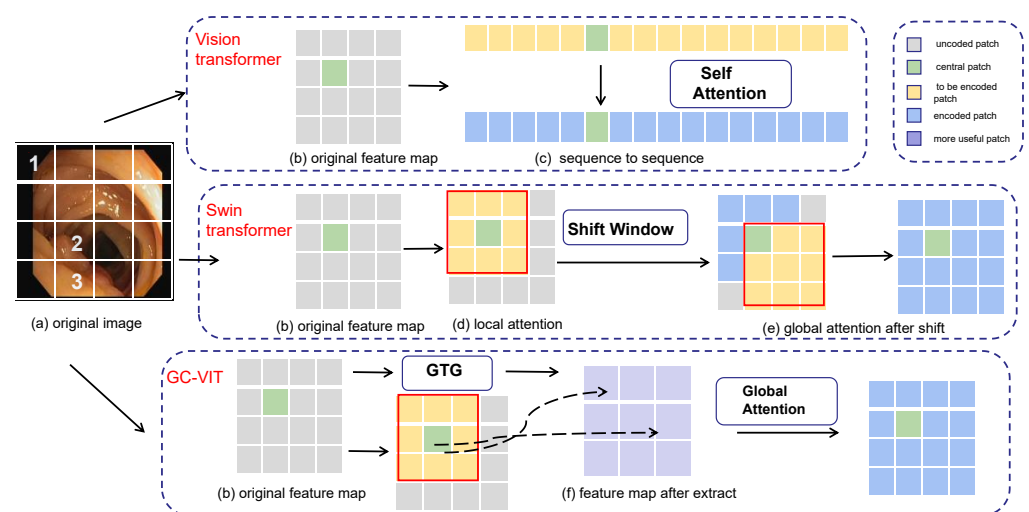 Vision
transformer
(b) original feature map
Self
Attention
(c) sequence to sequence
uncoded patch
central patch
to be encoded
patch
encoded patch
more useful patch
1
2
3
(a) original image
Swin
transformer
(b) original feature map
(d) local attention
Shift Window
(e) global attention after shift
GC-VIT
(b) original feature map
GTG
(f) feature map after extract
Global
Attention